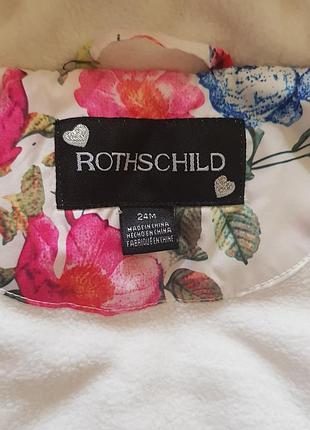 ROTHSCHILD
24M
MADE IN CHINA
HECHO EN CHINA
FABRIQUÉ EN CHINE